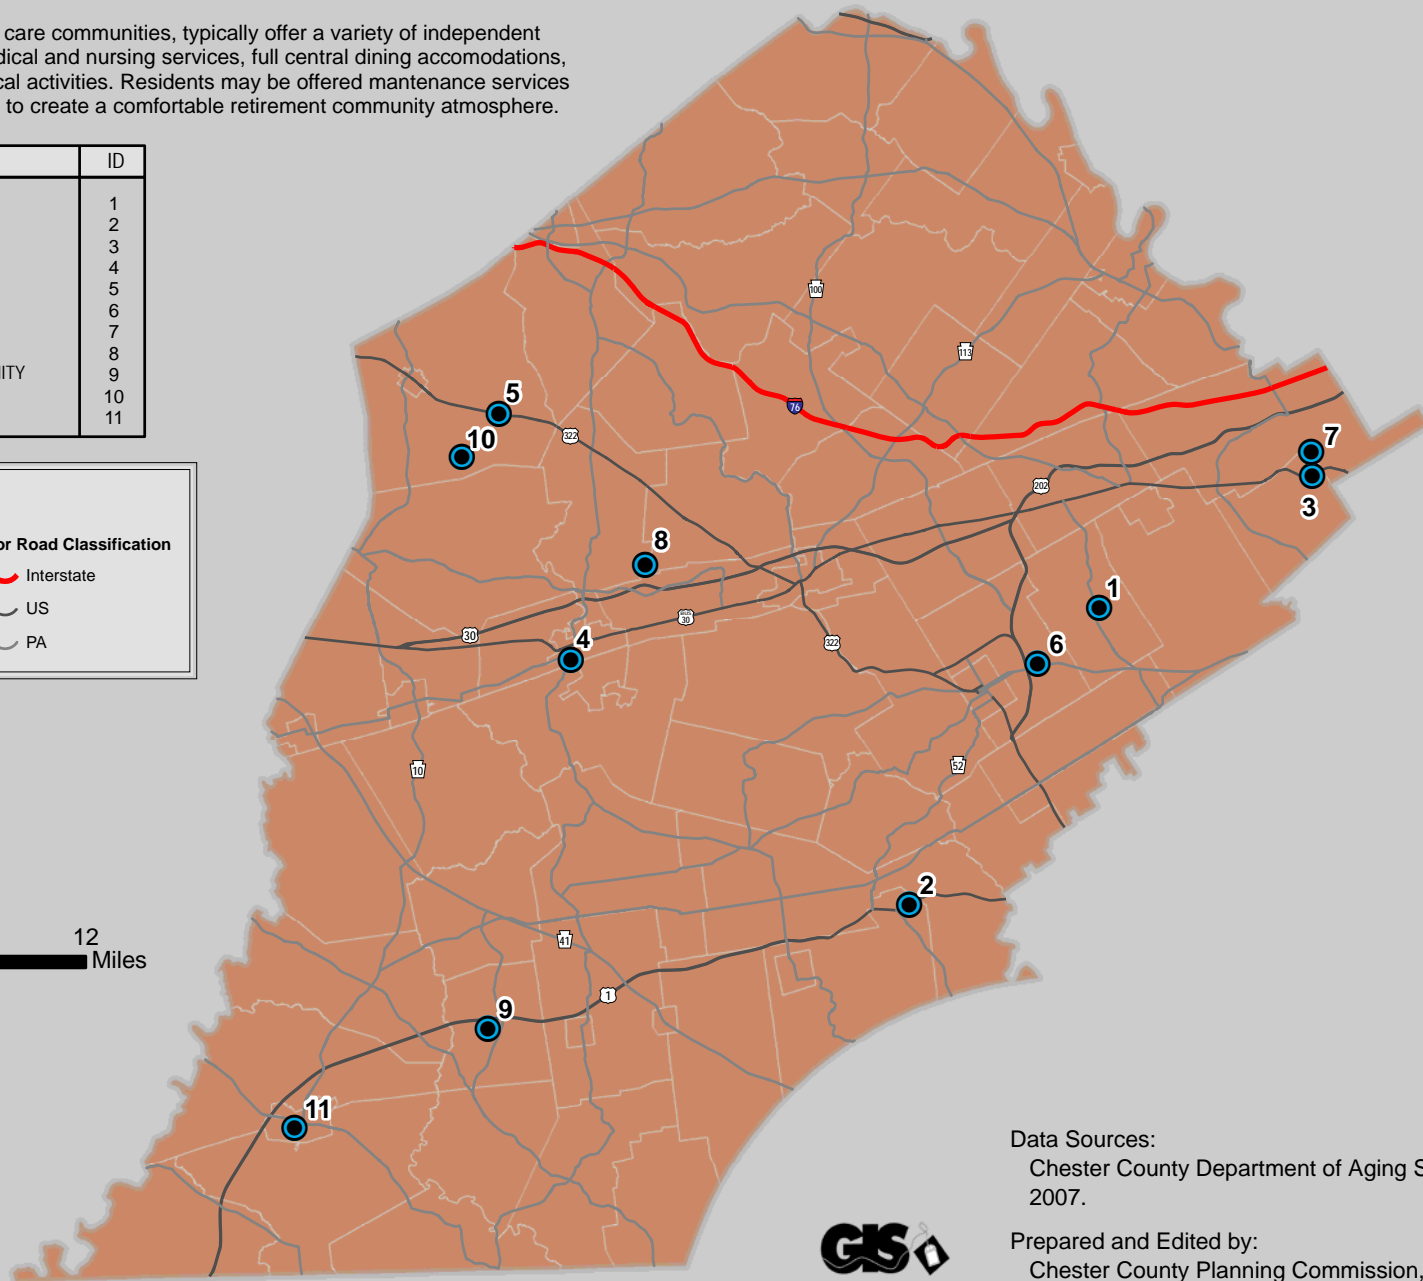 care communities, typically offer a variety of independent
dical and nursing services, full central dining accomodations,
cal activities. Residents may be offered mantenance services
to create a comfortable retirement community atmosphere.
ID
1
2
3
4
5
6
7
8
NITY 9
10
11
or Road Classification
Interstate
US
PA
12
Miles
100
113
76
5
322
10
7
3
202
8
1
BUS 30
30
322
4
6
10
52
2
41
1
9
11
Data Sources:
Chester County Department of Aging S
2007.
GIS
Prepared and Edited by:
Chester County Planning Commission,